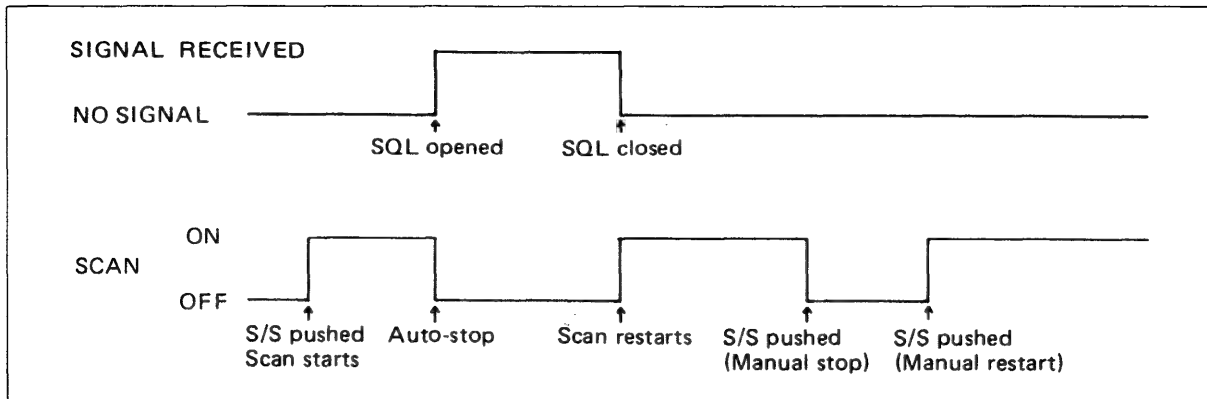 SIGNAL RECEIVED
NO SIGNAL
SQL opened
SQL closed
ON
SCAN
OFF
S/S pushed
Scan starts
Auto-stop
Scan restarts
S/S pushed
(Manual stop)
S/S pushed
(Manual restart)